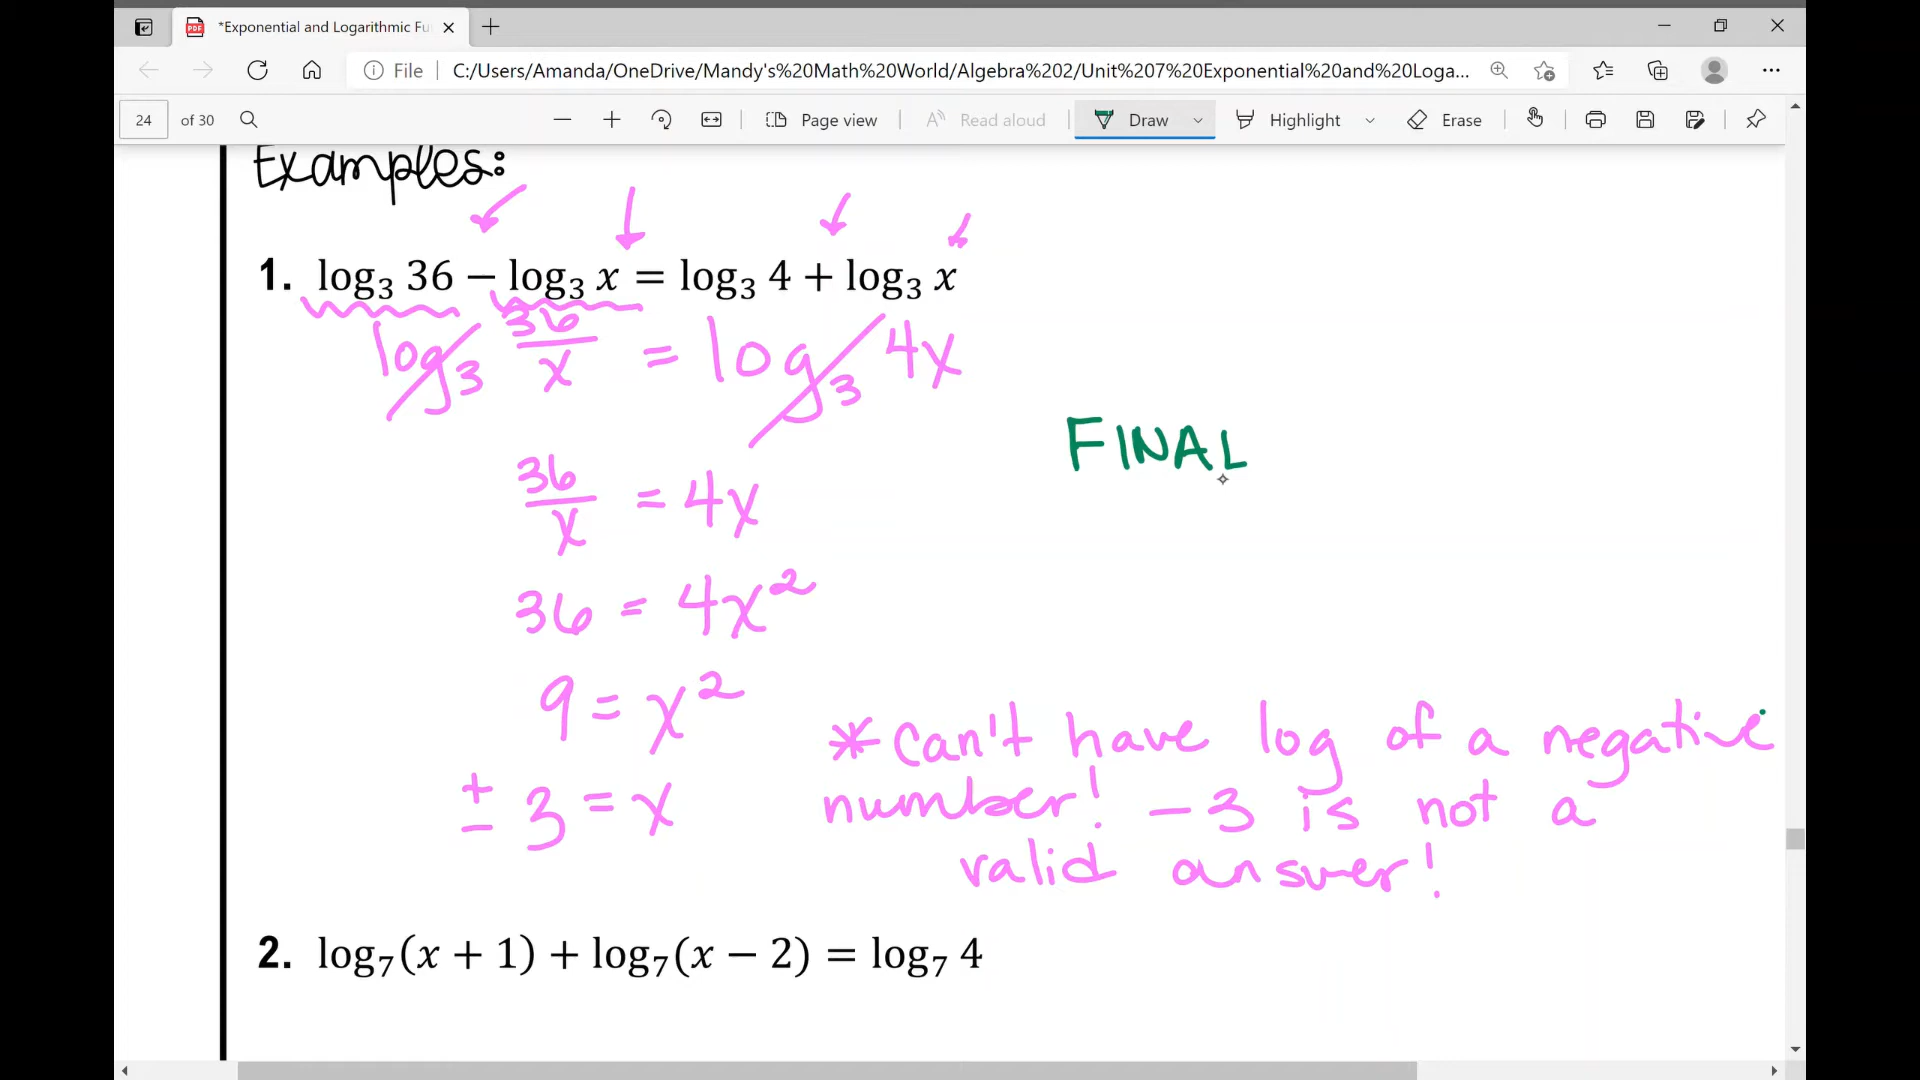 *Exponential and Logarithmic Fu
File C:/Users/Amanda/OneDrive/Mandy's%20Math%20World/Algebra%202/Unit%207%20Exponential%20and%20Loga...
24 of 30 Page view Read aloud Draw Highlight Erase
Examples:
1. log₃ 36 − log₃ x = log₃ 4 + log₃ x
log₃ 36/x = log₃ 4x
FINAL
36/x = 4x
36 = 4x²
9 = x²
*can't have log of a negative
± 3 = x number! -3 is not a
valid answer!
2. log₇(x + 1) + log₇(x − 2) = log₇ 4